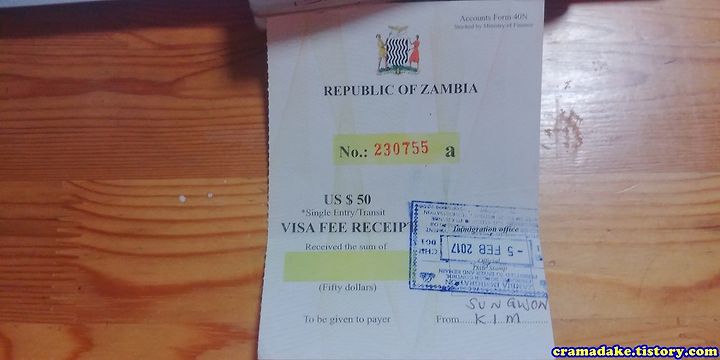 Accounts Form 40N
Stocked by Ministry of Finance
REPUBLIC OF ZAMBIA
No.: 230755 a
US $ 50
*Single Entry/Transit
VISA FEE RECEIPT
Received the sum of
Immigration office
- 5 FEB 2017
(Fifty dollars)
SUNGWON
To be given to payer From KIM
cramadake.tistory.com